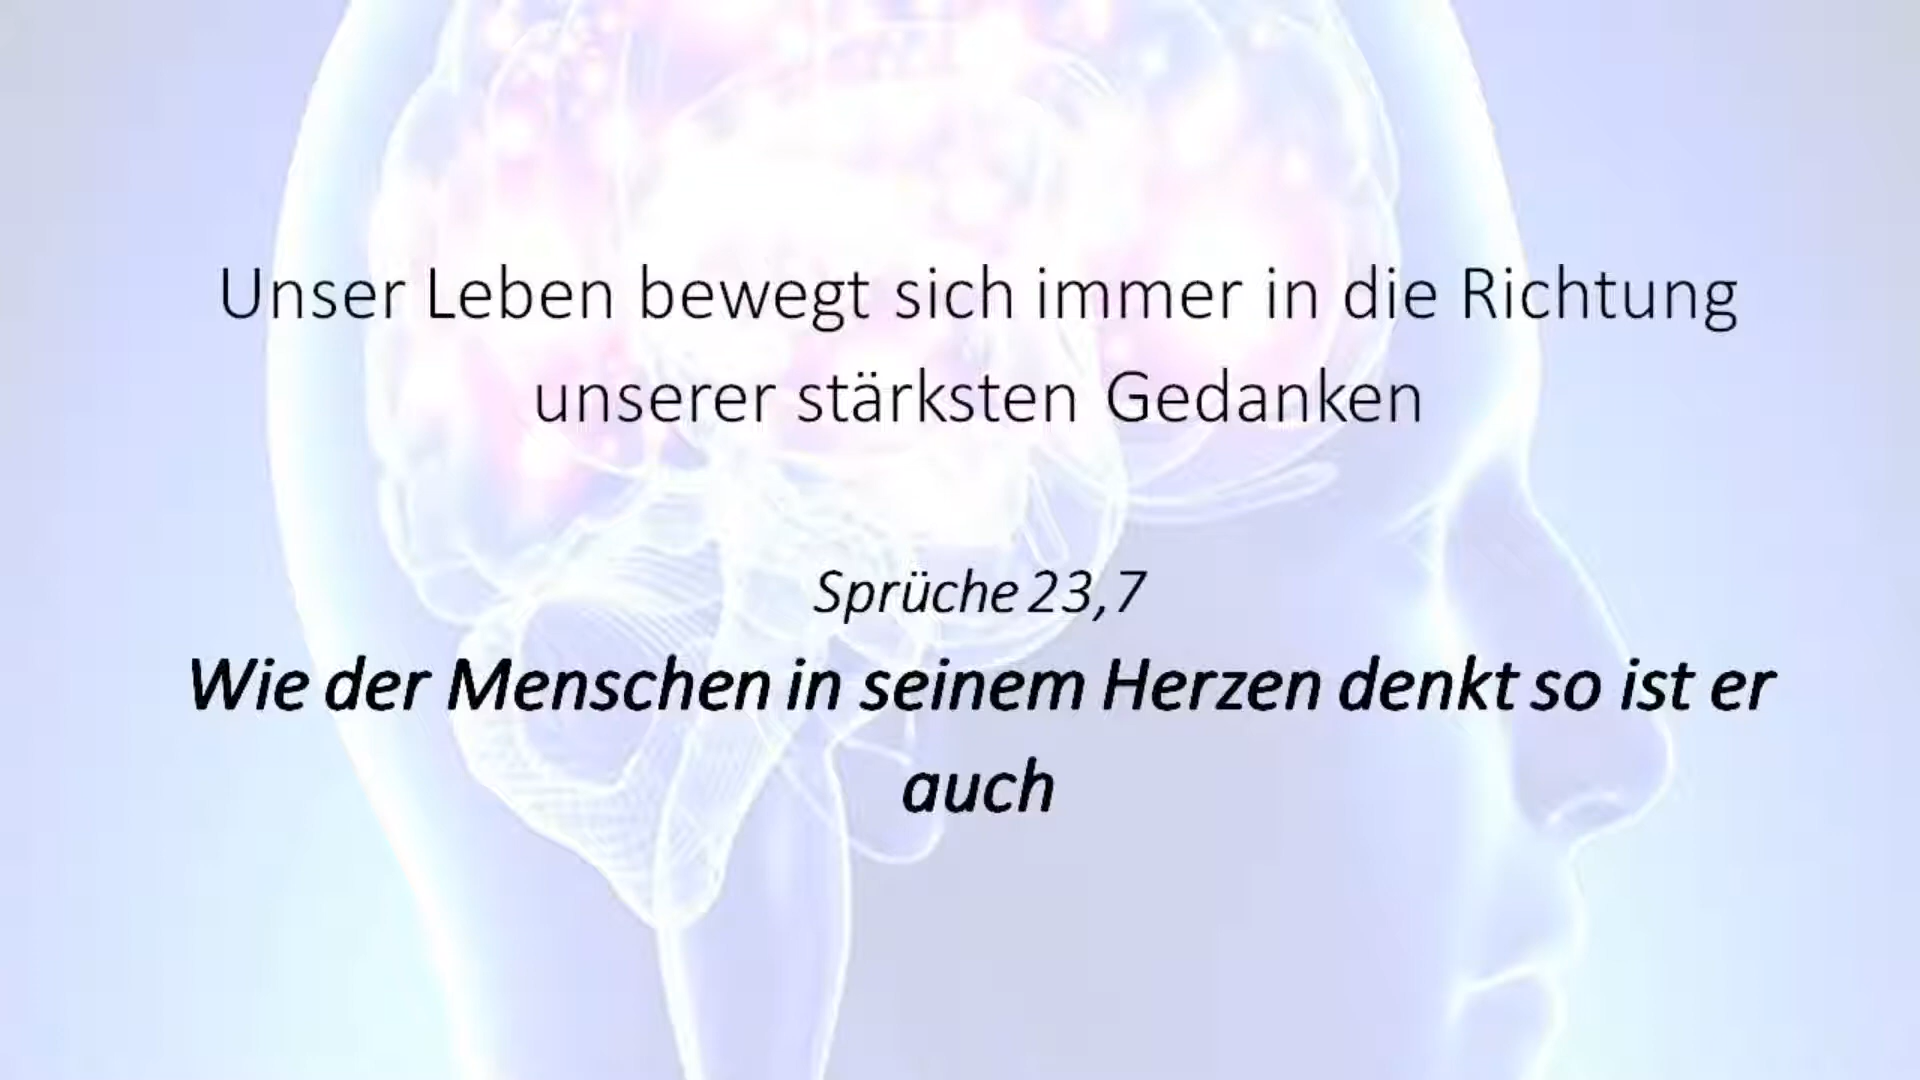 Unser Leben bewegt sich immer in die Richtung
unserer stärksten Gedanken
Sprüche 23,7
Wie der Menschen in seinem Herzen denkt so ist er
auch